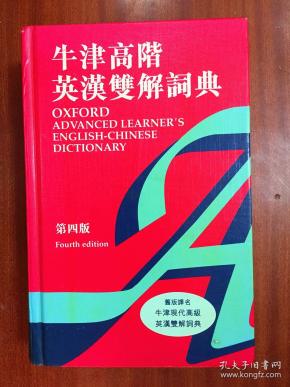 牛津高階
英漢雙解詞典
OXFORD
ADVANCED LEARNER'S
ENGLISH-CHINESE
DICTIONARY
第四版
Fourth edition
舊版譯名
牛津現代高級
英漢雙解詞典
孔夫子旧书网